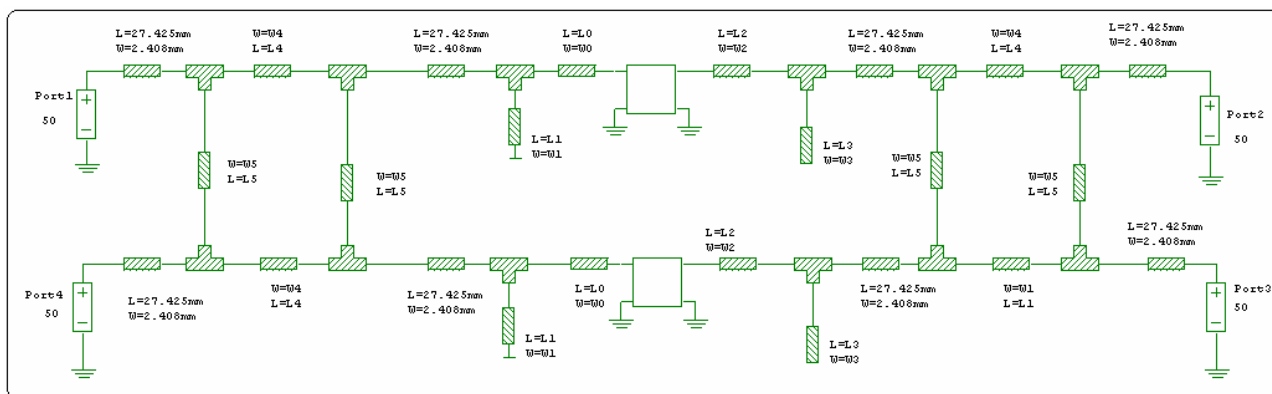 L=27.425mm
W=2.408mm
W=W4
L=L4
L=27.425mm
W=2.408mm
L=L0
W=W0
L=L2
W=W2
L=27.425mm
W=2.408mm
W=W4
L=L4
L=27.425mm
W=2.408mm
Port1
50
Port2
50
L=L1
W=W1
L=L3
W=W3
W=W5
L=L5
W=W5
L=L5
W=W5
L=L5
W=W5
L=L5
L=27.425mm
W=2.408mm
L=L2
W=W2
Port4
50
L=27.425mm
W=2.408mm
W=W4
L=L4
L=27.425mm
W=2.408mm
L=L0
W=W0
L=27.425mm
W=2.408mm
W=W1
L=L1
Port3
50
L=L1
W=W1
L=L3
W=W3